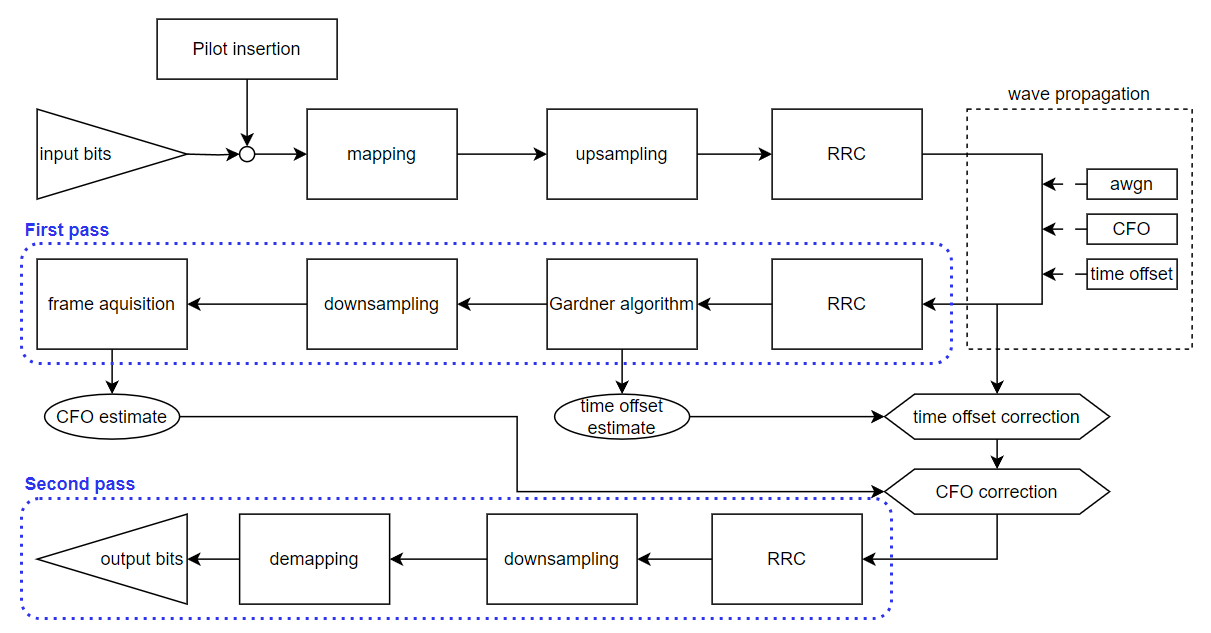 Pilot insertion
wave propagation
input bits
mapping
upsampling
RRC
awgn
CFO
time offset
First pass
frame aquisition
downsampling
Gardner algorithm
RRC
CFO estimate
time offset
estimate
time offset correction
Second pass
CFO correction
output bits
demapping
downsampling
RRC